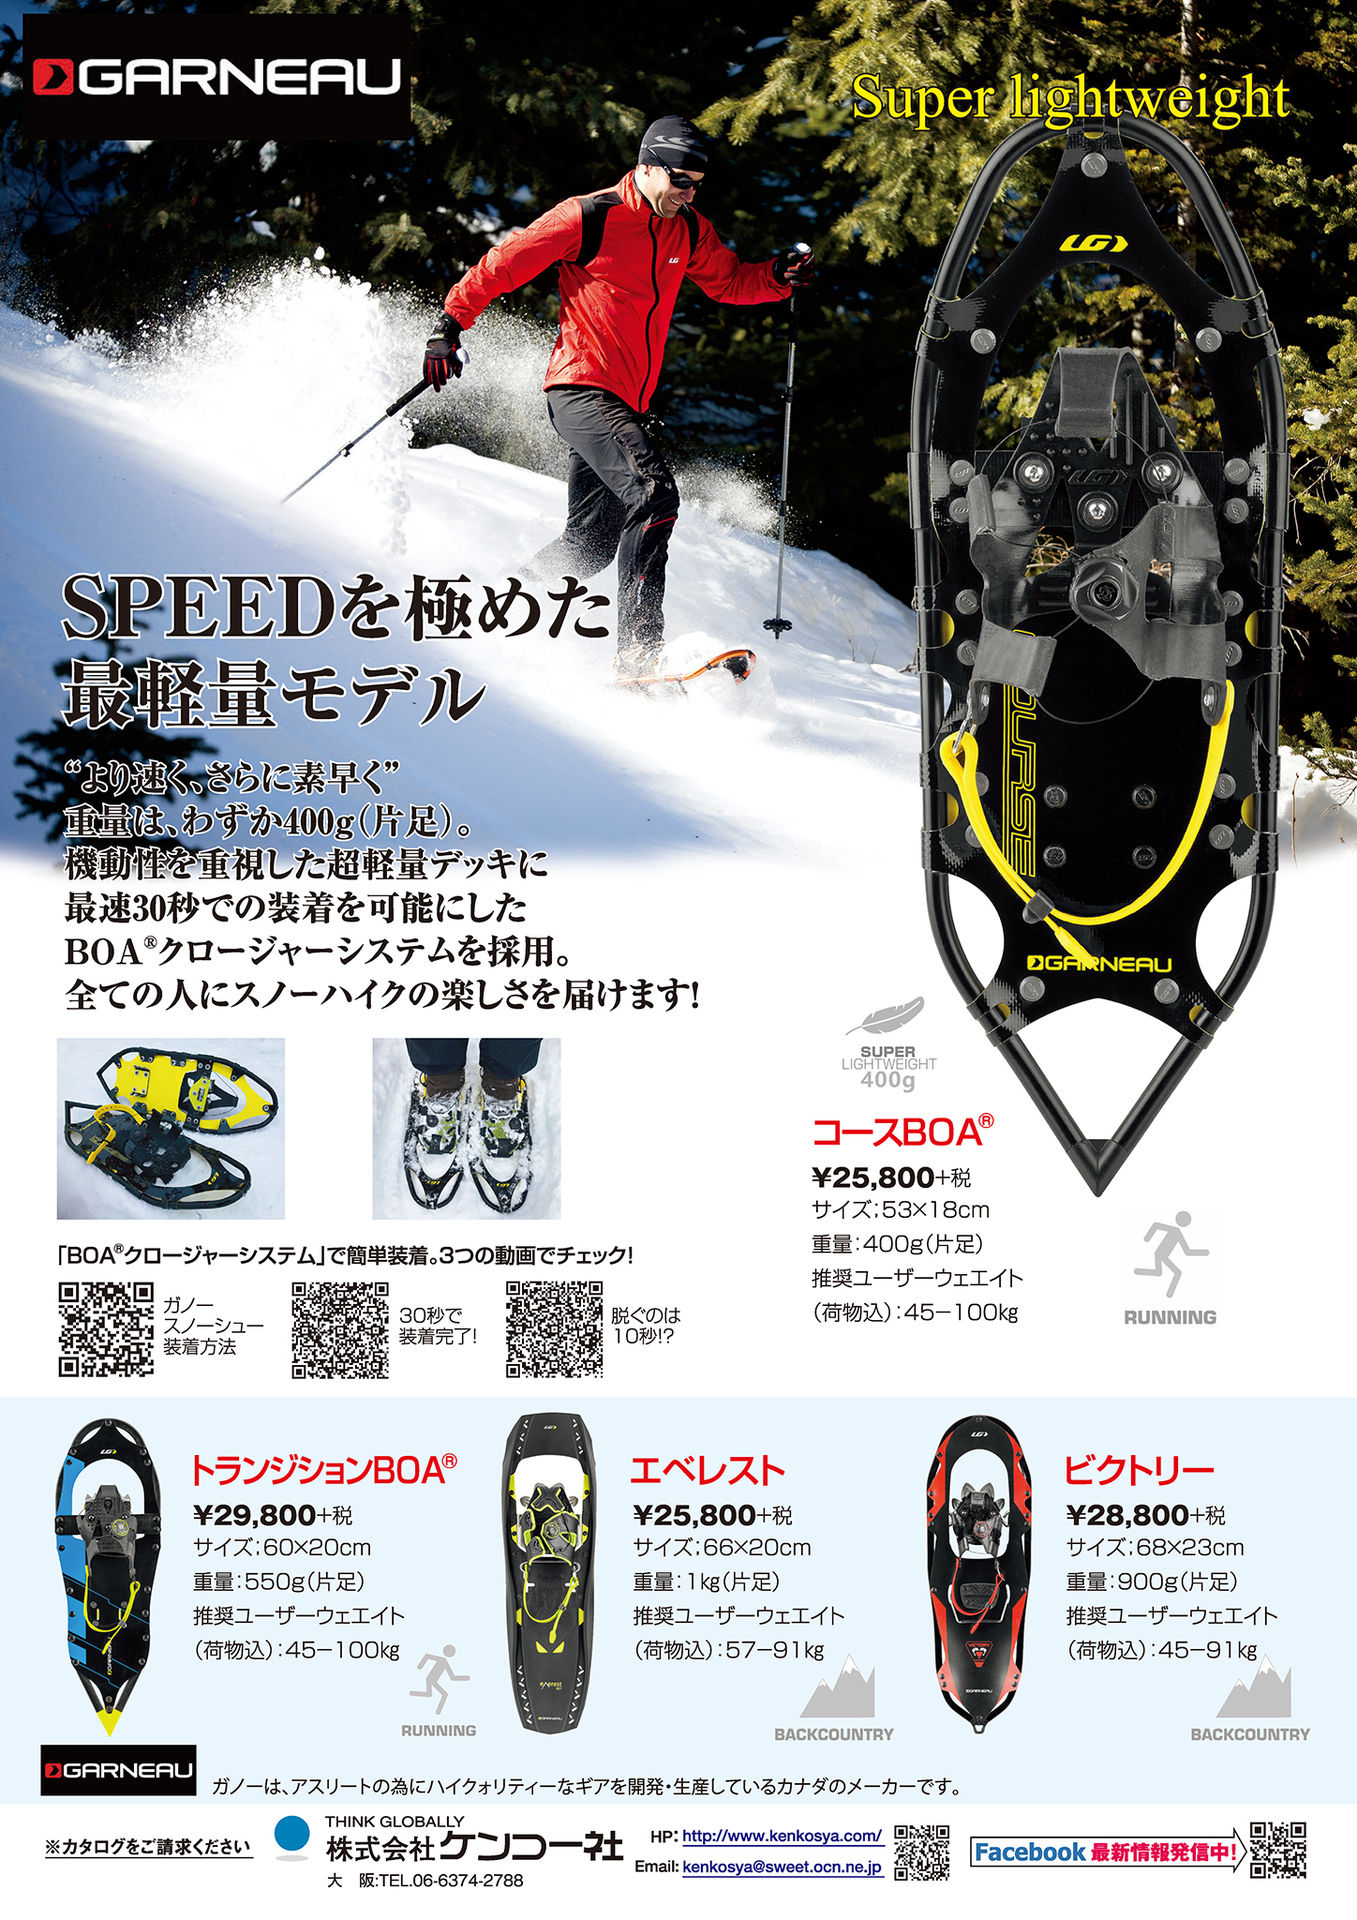 GARNEAU
Super lightweight
LG
LG
SPEEDを極めた
最軽量モデル
“より速く、さらに素早く”
重量は、わずか400g(片足)。
機動性を重視した超軽量デッキに
最速30秒での装着を可能にした
BOA®クロージャーシステムを採用。
全ての人にスノーハイクの楽しさを届けます!
GARNEAU
SUPER
LIGHTWEIGHT
400g
コースBOA®
¥25,800+税
サイズ:53×18cm
重量:400g(片足)
推奨ユーザーウェエイト
(荷物込):45−100kg
RUNNING
「BOA®クロージャーシステム」で簡単装着。3つの動画でチェック!
ガノー
スノーシュー
装着方法
30秒で
装着完了!
脱ぐのは
10秒!?
トランジションBOA®
¥29,800+税
サイズ:60×20cm
重量:550g(片足)
推奨ユーザーウェエイト
(荷物込):45−100kg
RUNNING
エベレスト
¥25,800+税
サイズ:66×20cm
重量:1kg(片足)
推奨ユーザーウェエイト
(荷物込):57−91kg
BACKCOUNTRY
ビクトリー
¥28,800+税
サイズ:68×23cm
重量:900g(片足)
推奨ユーザーウェエイト
(荷物込):45−91kg
BACKCOUNTRY
GARNEAU
ガノーは、アスリートの為にハイクォリティーなギアを開発・生産しているカナダのメーカーです。
※カタログをご請求ください
THINK GLOBALLY
株式会社ケンコー社
大 阪:TEL.06-6374-2788
HP: http://www.kenkosya.com/
Email: kenkosya@sweet.ocn.ne.jp
Facebook 最新情報発信中!